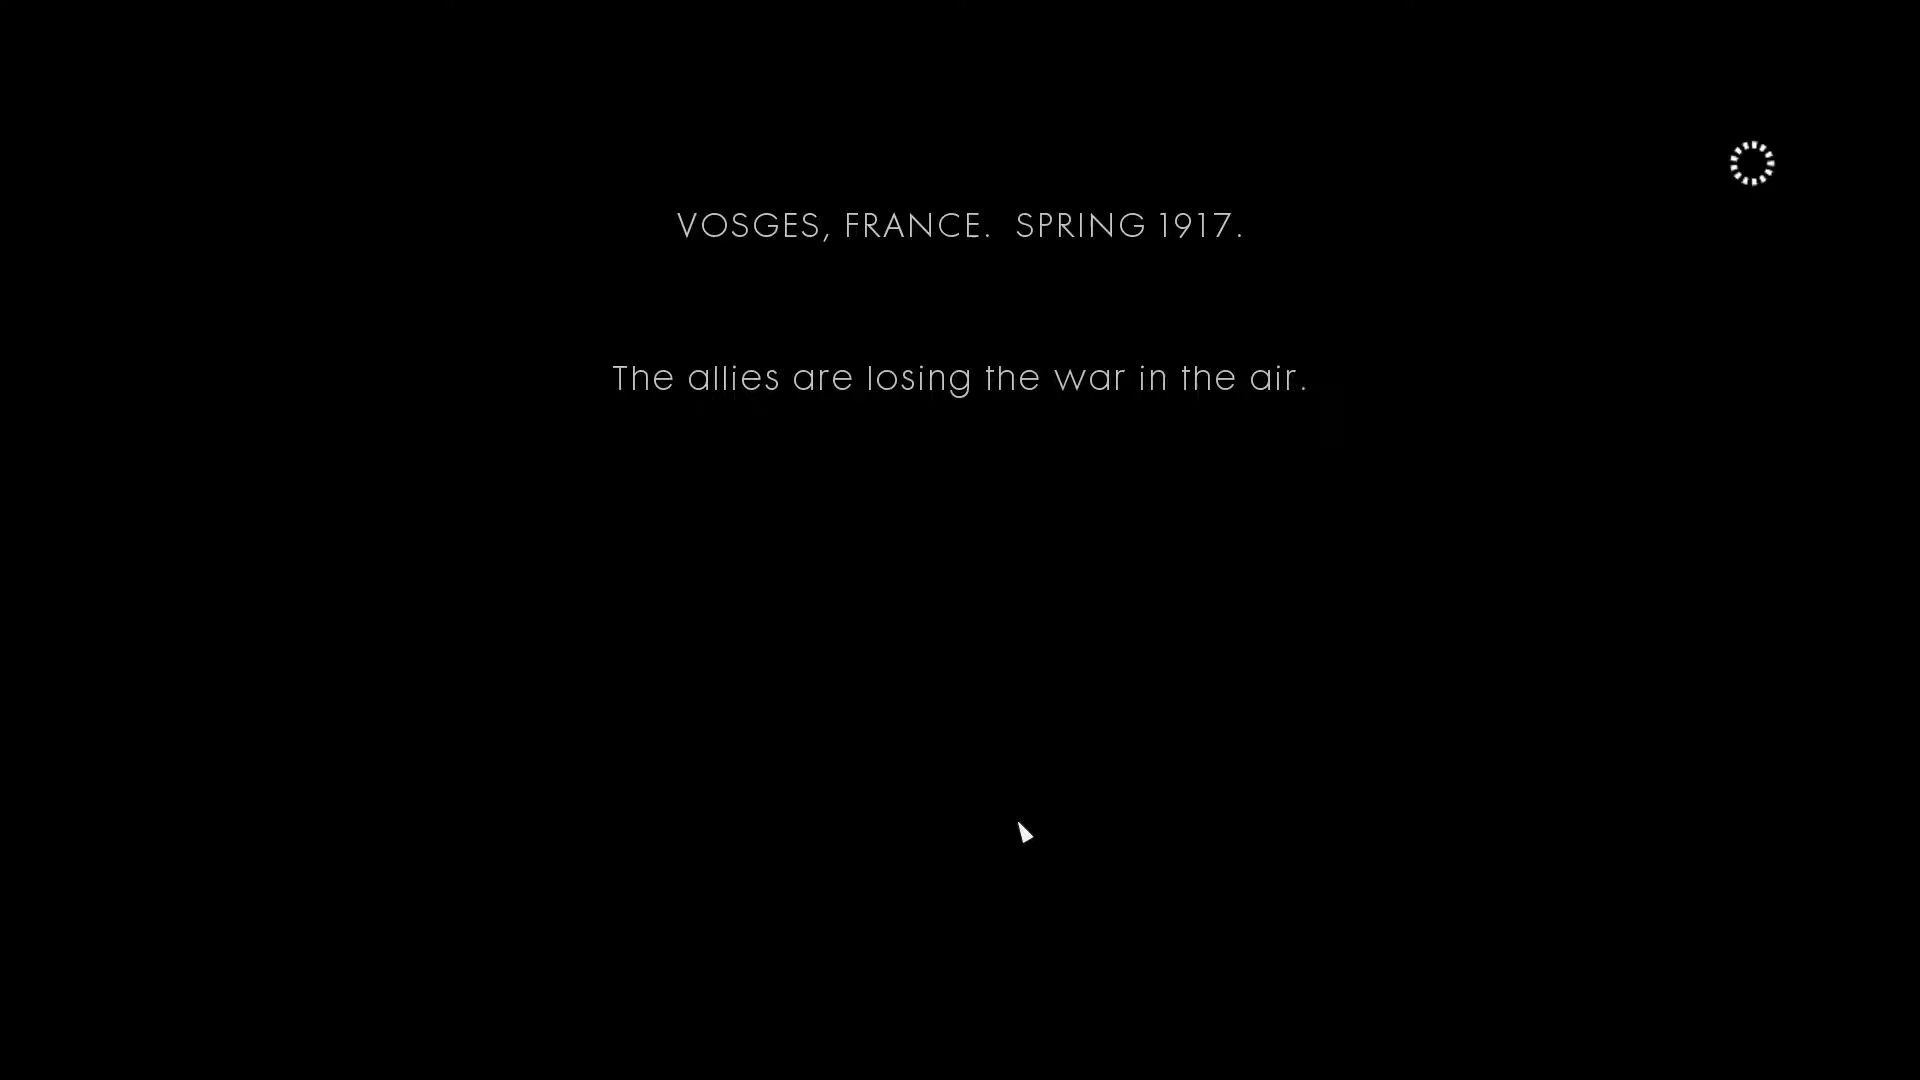 VOSGES, FRANCE.  SPRING 1917.
The allies are losing the war in the air.